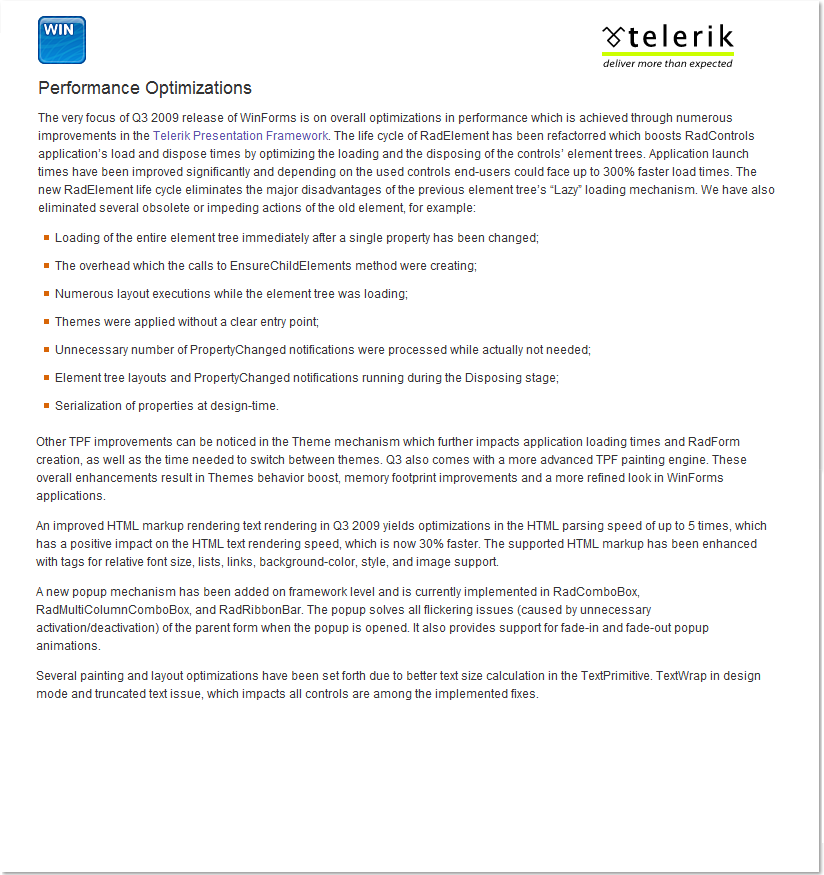 WIN
telerik
deliver more than expected
Performance Optimizations
The very focus of Q3 2009 release of WinForms is on overall optimizations in performance which is achieved through numerous
improvements in the Telerik Presentation Framework. The life cycle of RadElement has been refactorred which boosts RadControls
application's load and dispose times by optimizing the loading and the disposing of the controls' element trees. Application launch
times have been improved significantly and depending on the used controls end-users could face up to 300% faster load times. The
new RadElement life cycle eliminates the major disadvantages of the previous element tree's “Lazy” loading mechanism. We have also
eliminated several obsolete or impeding actions of the old element, for example:
Loading of the entire element tree immediately after a single property has been changed;
The overhead which the calls to EnsureChildElements method were creating;
Numerous layout executions while the element tree was loading;
Themes were applied without a clear entry point;
Unnecessary number of PropertyChanged notifications were processed while actually not needed;
Element tree layouts and PropertyChanged notifications running during the Disposing stage;
Serialization of properties at design-time.
Other TPF improvements can be noticed in the Theme mechanism which further impacts application loading times and RadForm
creation, as well as the time needed to switch between themes. Q3 also comes with a more advanced TPF painting engine. These
overall enhancements result in Themes behavior boost, memory footprint improvements and a more refined look in WinForms
applications.
An improved HTML markup rendering text rendering in Q3 2009 yields optimizations in the HTML parsing speed of up to 5 times, which
has a positive impact on the HTML text rendering speed, which is now 30% faster. The supported HTML markup has been enhanced
with tags for relative font size, lists, links, background-color, style, and image support.
A new popup mechanism has been added on framework level and is currently implemented in RadComboBox,
RadMultiColumnComboBox, and RadRibbonBar. The popup solves all flickering issues (caused by unnecessary
activation/deactivation) of the parent form when the popup is opened. It also provides support for fade-in and fade-out popup
animations.
Several painting and layout optimizations have been set forth due to better text size calculation in the TextPrimitive. TextWrap in design
mode and truncated text issue, which impacts all controls are among the implemented fixes.